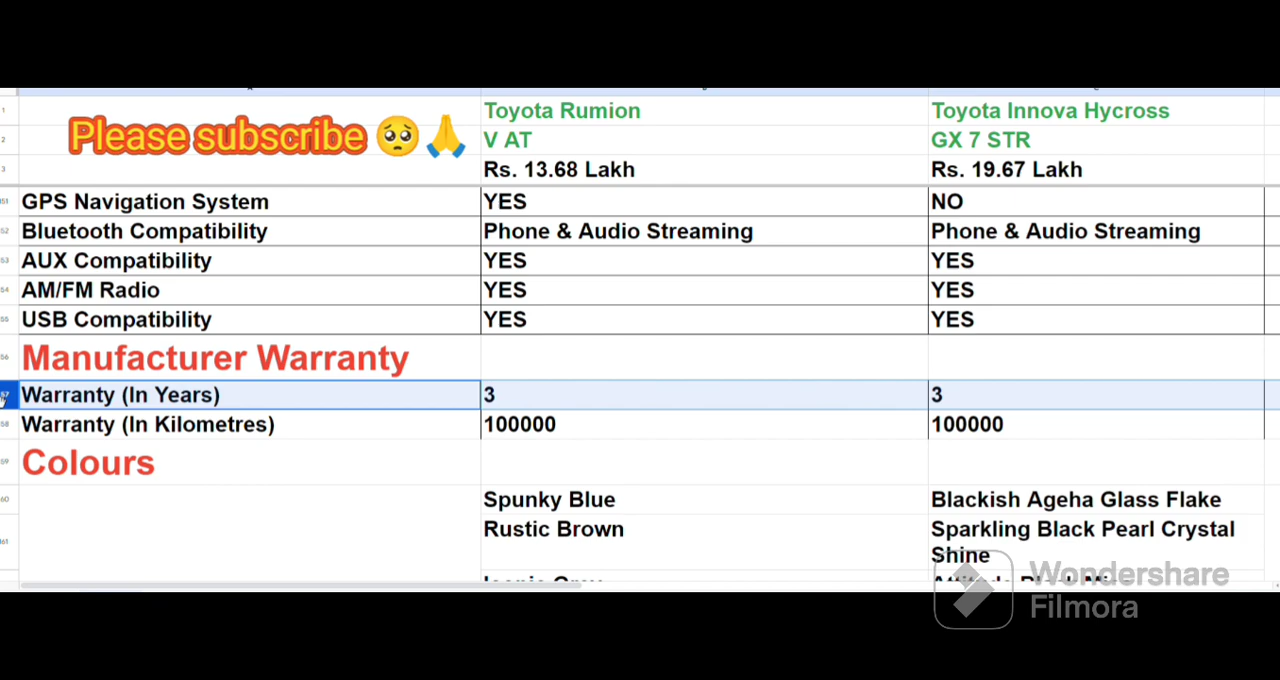 Toyota Rumion Toyota Innova Hycross
Please subscribe 🥺🙏 V AT GX 7 STR
Rs. 13.68 Lakh Rs. 19.67 Lakh
GPS Navigation System YES NO
Bluetooth Compatibility Phone & Audio Streaming Phone & Audio Streaming
AUX Compatibility YES YES
AM/FM Radio YES YES
USB Compatibility YES YES
Manufacturer Warranty
Warranty (In Years) 3 3
Warranty (In Kilometres) 100000 100000
Colours
Spunky Blue Blackish Ageha Glass Flake
Rustic Brown Sparkling Black Pearl Crystal
Shine
Wondershare
Filmora